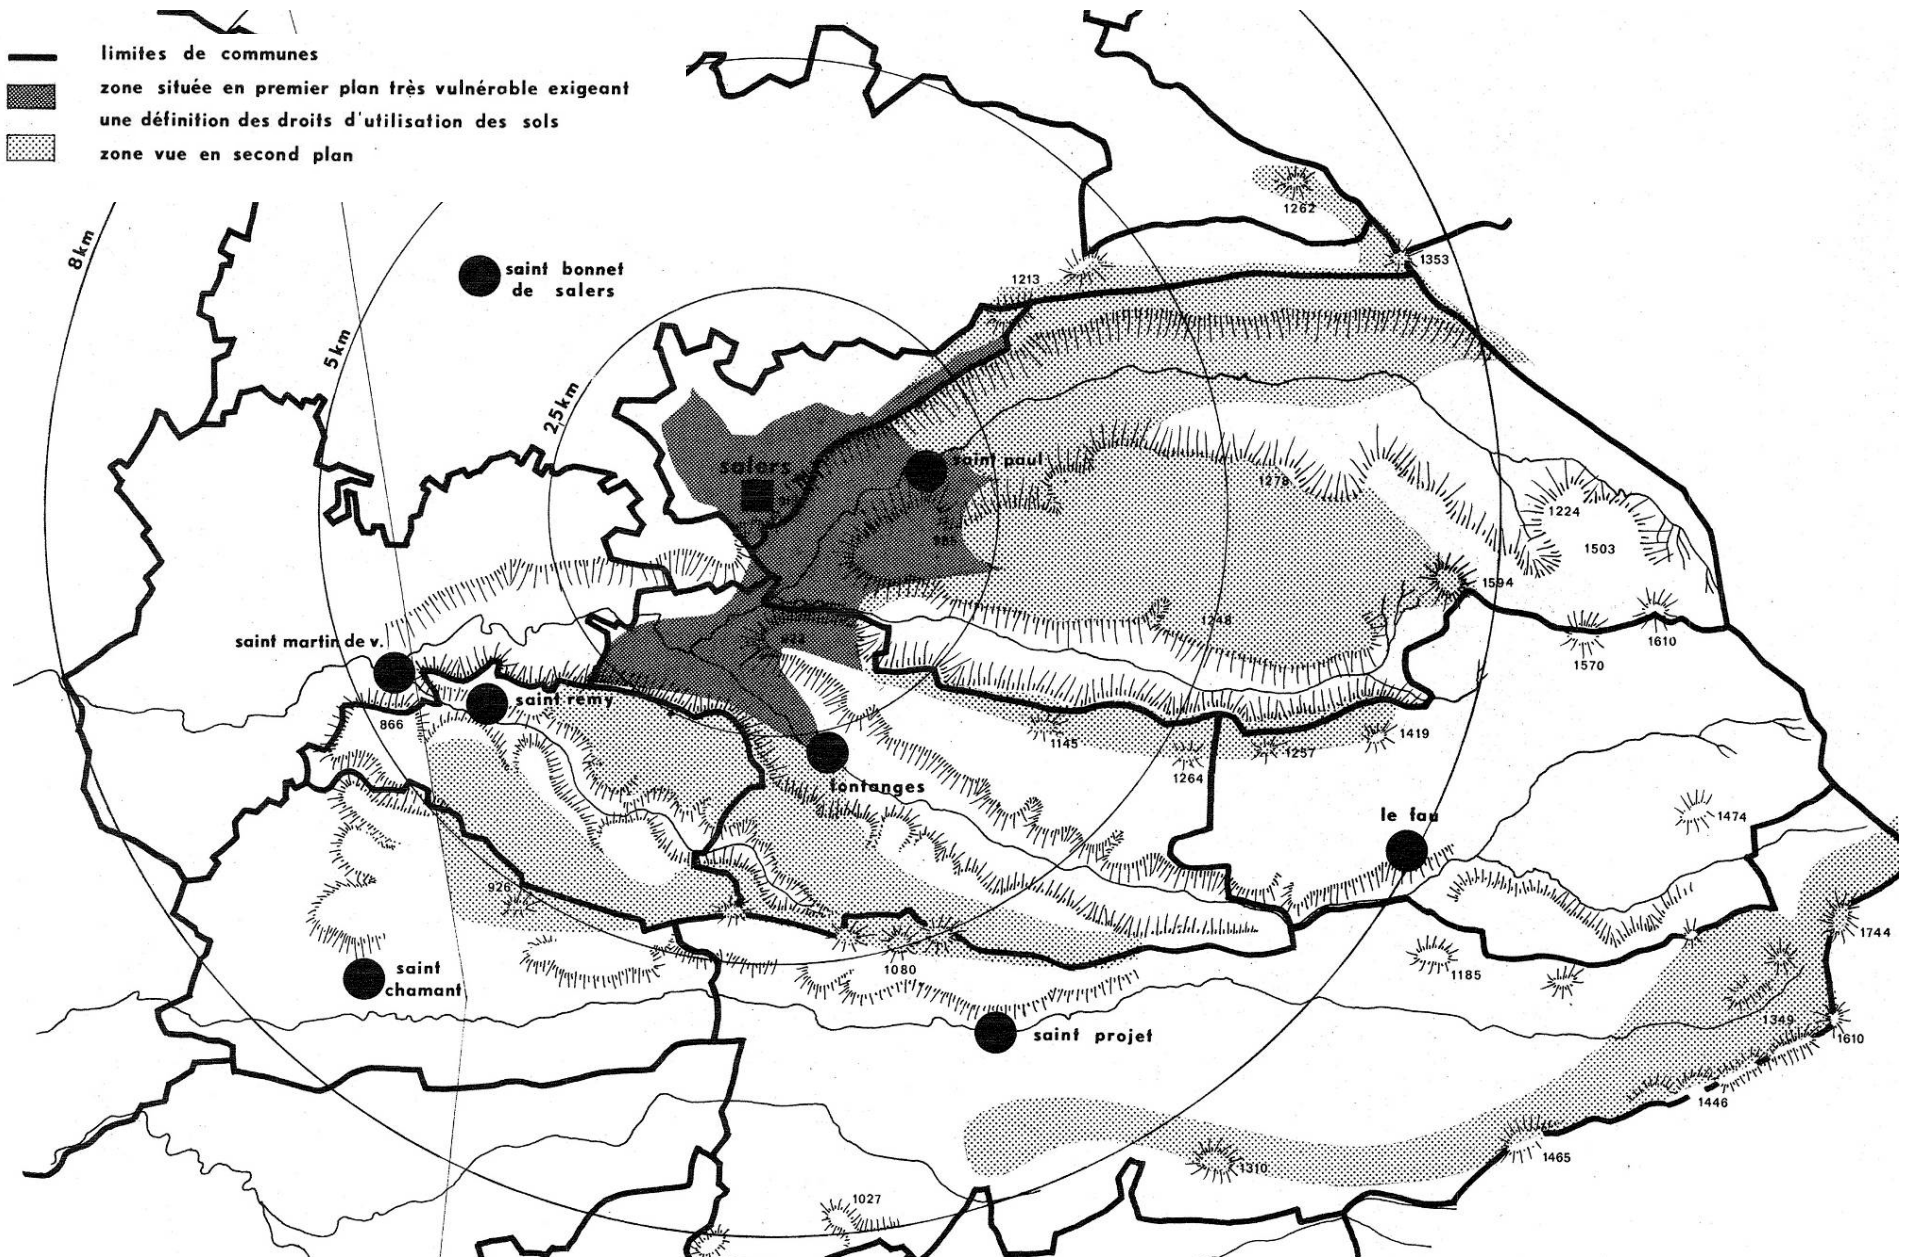 limites de communes
zone située en premier plan très vulnérable exigeant
une définition des droits d'utilisation des sols
zone vue en second plan
8km
5km
2,5km
saint bonnet
de salers
1262
1353
1213
salers
saint paul
1278
1224
1503
1594
1248
1610
1570
saint martin de v.
saint rémy
866
1145
1264
1257
1419
fontanges
le fau
1474
926
1080
1185
1744
saint
chamant
saint projet
1349
1610
1446
1465
1310
1027